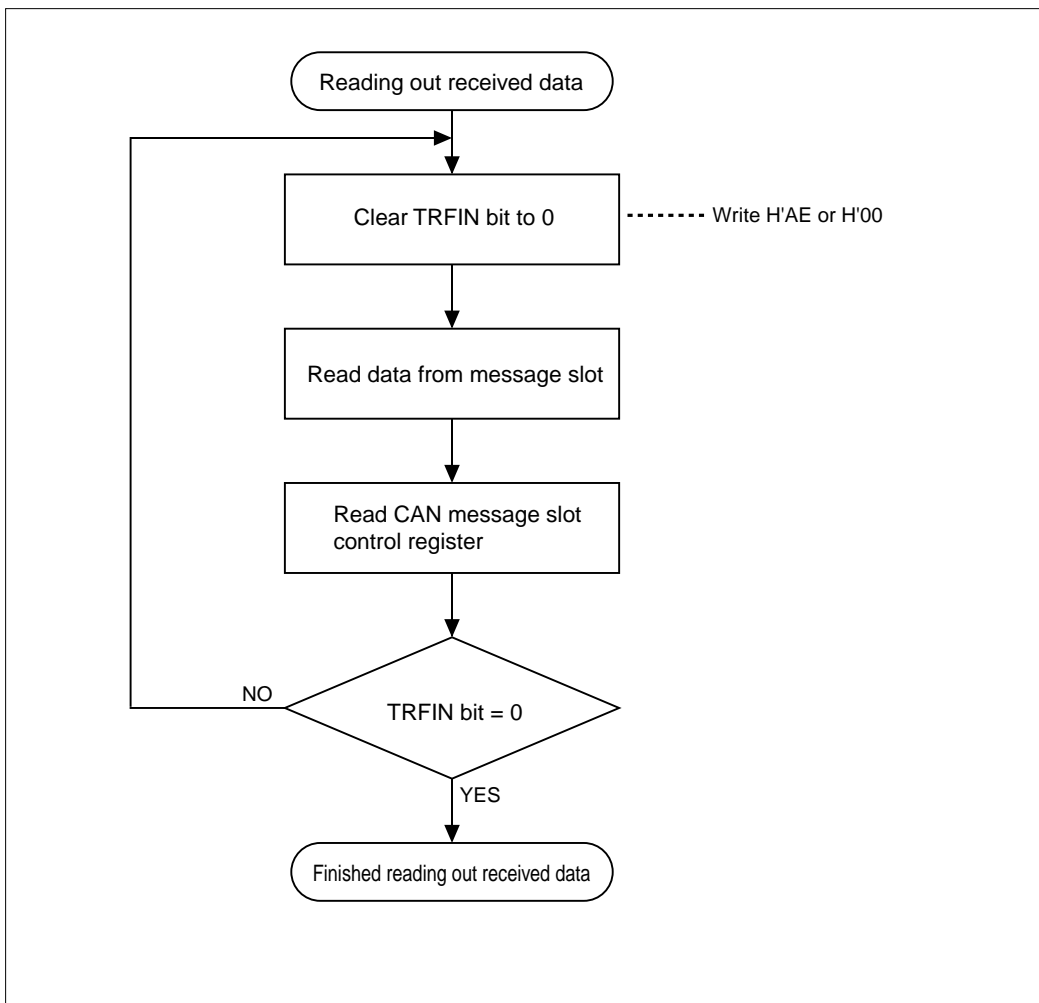 Reading out received data
Clear TRFIN bit to 0
Write H'AE or H'00
Read data from message slot
Read CAN message slot
control register
NO
TRFIN bit = 0
YES
Finished reading out received data